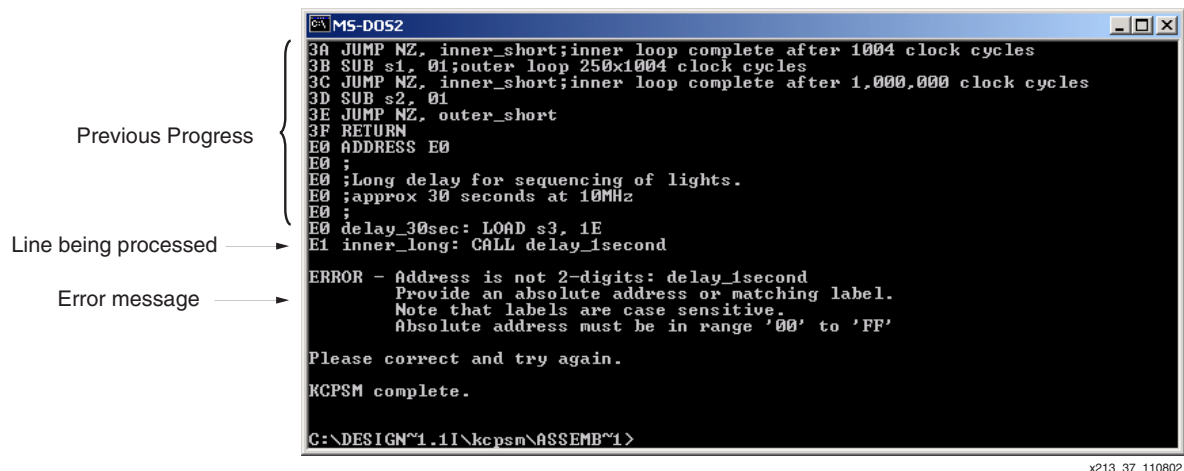 MS-DOS2
3A JUMP NZ, inner_short;inner loop complete after 1004 clock cycles
3B SUB s1, 01;outer loop 250x1004 clock cycles
3C JUMP NZ, inner_short;inner loop complete after 1,000,000 clock cycles
3D SUB s2, 01
3E JUMP NZ, outer_short
3F RETURN
E0 ADDRESS E0
E0 ;
E0 ;Long delay for sequencing of lights.
E0 ;approx 30 seconds at 10MHz
E0 ;
E0 delay_30sec: LOAD s3, 1E
E1 inner_long: CALL delay_1second
ERROR - Address is not 2-digits: delay_1second
Provide an absolute address or matching label.
Note that labels are case sensitive.
Absolute address must be in range '00' to 'FF'
Please correct and try again.
KCPSM complete.
C:\DESIGN~1.1I\kcpsm\ASSEMB~1>
Previous Progress
Line being processed
Error message
x213_37_110802